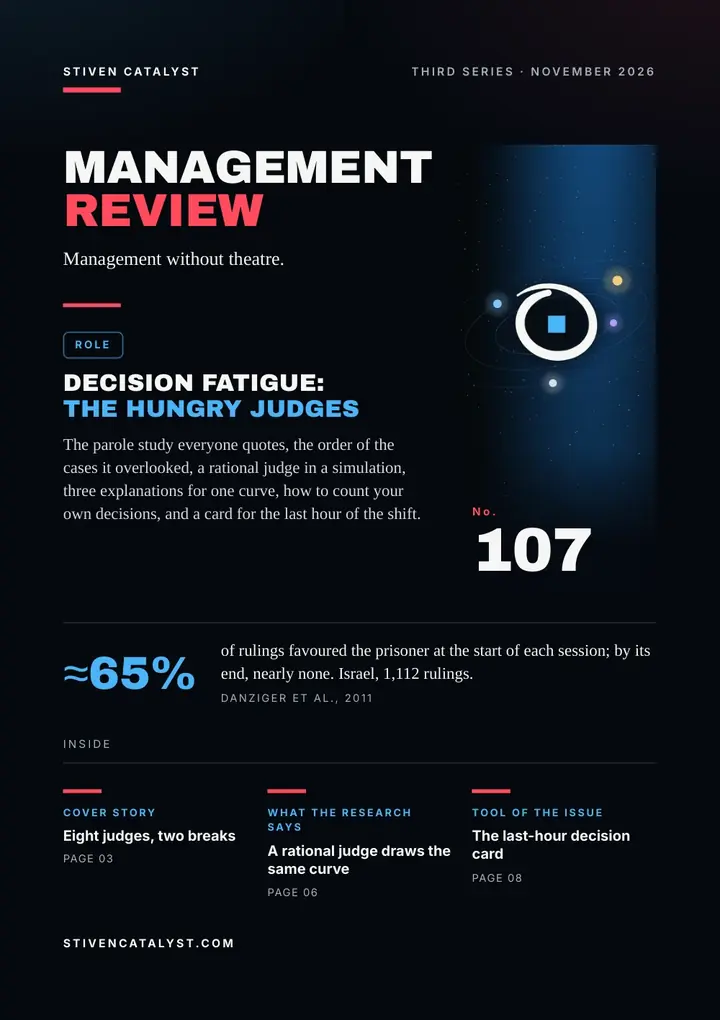 STIVEN CATALYST
THIRD SERIES · NOVEMBER 2026
MANAGEMENT
REVIEW
Management without theatre.
ROLE
DECISION FATIGUE:
THE HUNGRY JUDGES
The parole study everyone quotes, the order of the
cases it overlooked, a rational judge in a simulation,
three explanations for one curve, how to count your
own decisions, and a card for the last hour of the shift.
No.
107
≈65%
of rulings favoured the prisoner at the start of each session; by its
end, nearly none. Israel, 1,112 rulings.
DANZIGER ET AL., 2011
INSIDE
COVER STORY
Eight judges, two breaks
PAGE 03
WHAT THE RESEARCH
SAYS
A rational judge draws the
same curve
PAGE 06
TOOL OF THE ISSUE
The last-hour decision
card
PAGE 08
STIVENCATALYST.COM